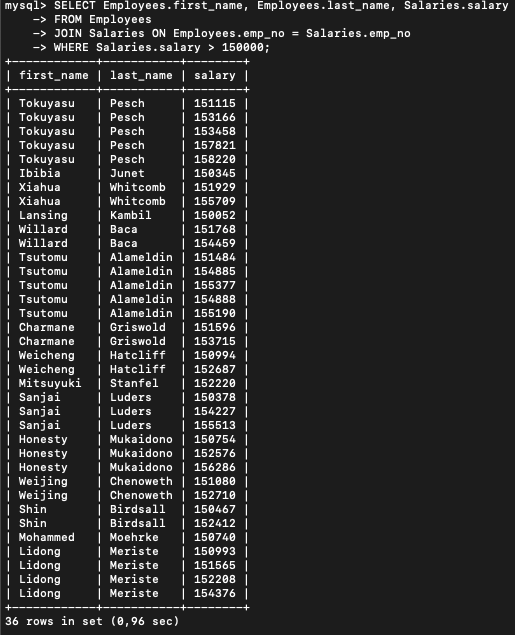 mysql> SELECT Employees.first_name, Employees.last_name, Salaries.salary
    -> FROM Employees
    -> JOIN Salaries ON Employees.emp_no = Salaries.emp_no
    -> WHERE Salaries.salary > 150000;
+------------+-----------+--------+
| first_name | last_name | salary |
+------------+-----------+--------+
| Tokuyasu   | Pesch     | 151115 |
| Tokuyasu   | Pesch     | 153166 |
| Tokuyasu   | Pesch     | 153458 |
| Tokuyasu   | Pesch     | 157821 |
| Tokuyasu   | Pesch     | 158220 |
| Ibibia     | Junet     | 150345 |
| Xiahua     | Whitcomb  | 151929 |
| Xiahua     | Whitcomb  | 155709 |
| Lansing    | Kambil    | 150052 |
| Willard    | Baca      | 151768 |
| Willard    | Baca      | 154459 |
| Tsutomu    | Alameldin | 151484 |
| Tsutomu    | Alameldin | 154885 |
| Tsutomu    | Alameldin | 155377 |
| Tsutomu    | Alameldin | 154888 |
| Tsutomu    | Alameldin | 155190 |
| Charmane   | Griswold  | 151596 |
| Charmane   | Griswold  | 153715 |
| Weicheng   | Hatcliff  | 150994 |
| Weicheng   | Hatcliff  | 152687 |
| Mitsuyuki  | Stanfel   | 152220 |
| Sanjai     | Luders    | 150378 |
| Sanjai     | Luders    | 154227 |
| Sanjai     | Luders    | 155513 |
| Honesty    | Mukaidono | 150754 |
| Honesty    | Mukaidono | 152576 |
| Honesty    | Mukaidono | 156286 |
| Weijing    | Chenoweth | 151080 |
| Weijing    | Chenoweth | 152710 |
| Shin       | Birdsall  | 150467 |
| Shin       | Birdsall  | 152412 |
| Mohammed   | Moehrke   | 150740 |
| Lidong     | Meriste   | 150993 |
| Lidong     | Meriste   | 151565 |
| Lidong     | Meriste   | 152208 |
| Lidong     | Meriste   | 154376 |
+------------+-----------+--------+
36 rows in set (0,96 sec)